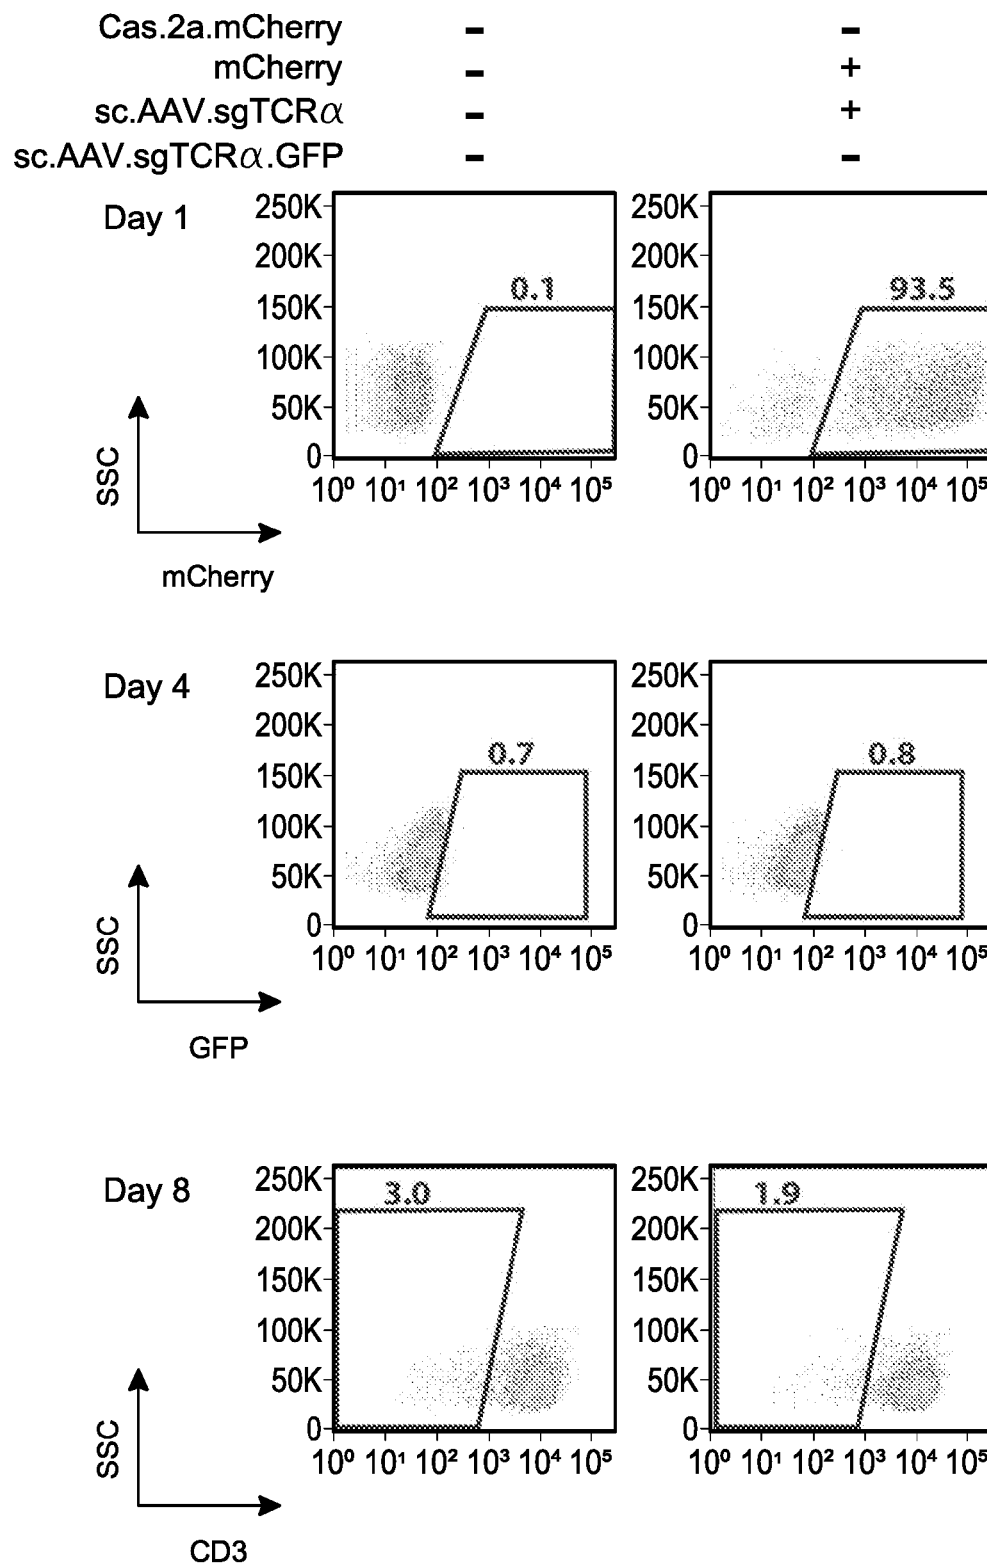 Cas.2a.mCherry - -
mCherry - +
sc.AAV.sgTCRα - +
sc.AAV.sgTCRα.GFP - -
Day 1
250K 250K
200K 200K
0.1 93.5
150K 150K
100K 100K
50K 50K
0 0
SSC
10⁰ 10¹ 10² 10³ 10⁴ 10⁵ 10⁰ 10¹ 10² 10³ 10⁴ 10⁵
mCherry
Day 4
250K 250K
200K 200K
0.7 0.8
150K 150K
100K 100K
50K 50K
0 0
SSC
10⁰ 10¹ 10² 10³ 10⁴ 10⁵ 10⁰ 10¹ 10² 10³ 10⁴ 10⁵
GFP
Day 8
250K 250K
3.0 1.9
200K 200K
150K 150K
100K 100K
50K 50K
0 0
SSC
10⁰ 10¹ 10² 10³ 10⁴ 10⁵ 10⁰ 10¹ 10² 10³ 10⁴ 10⁵
CD3